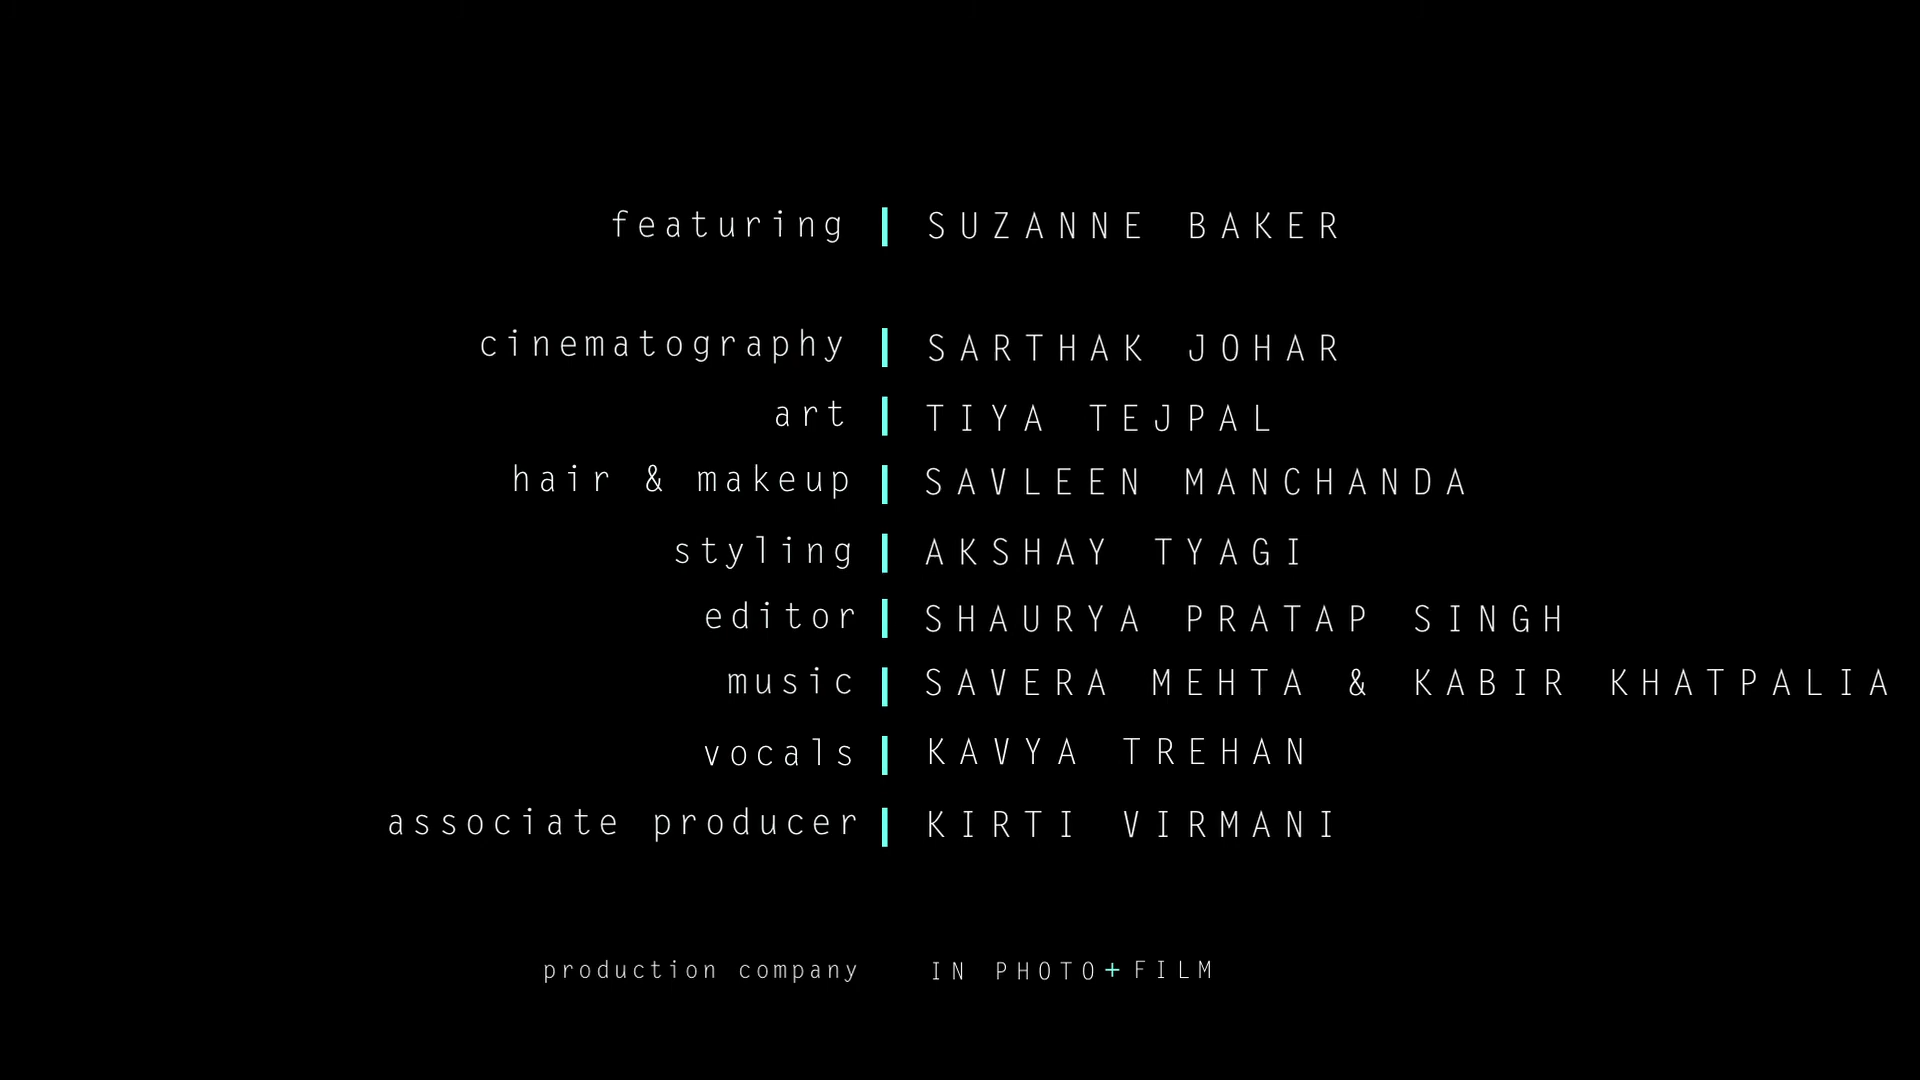 featuring | SUZANNE BAKER
cinematography | SARTHAK JOHAR
art | TIYA TEJPAL
hair & makeup | SAVLEEN MANCHANDA
styling | AKSHAY TYAGI
editor | SHAURYA PRATAP SINGH
music | SAVERA MEHTA & KABIR KHATPALIA
vocals | KAVYA TREHAN
associate producer | KIRTI VIRMANI
production company IN PHOTO+FILM